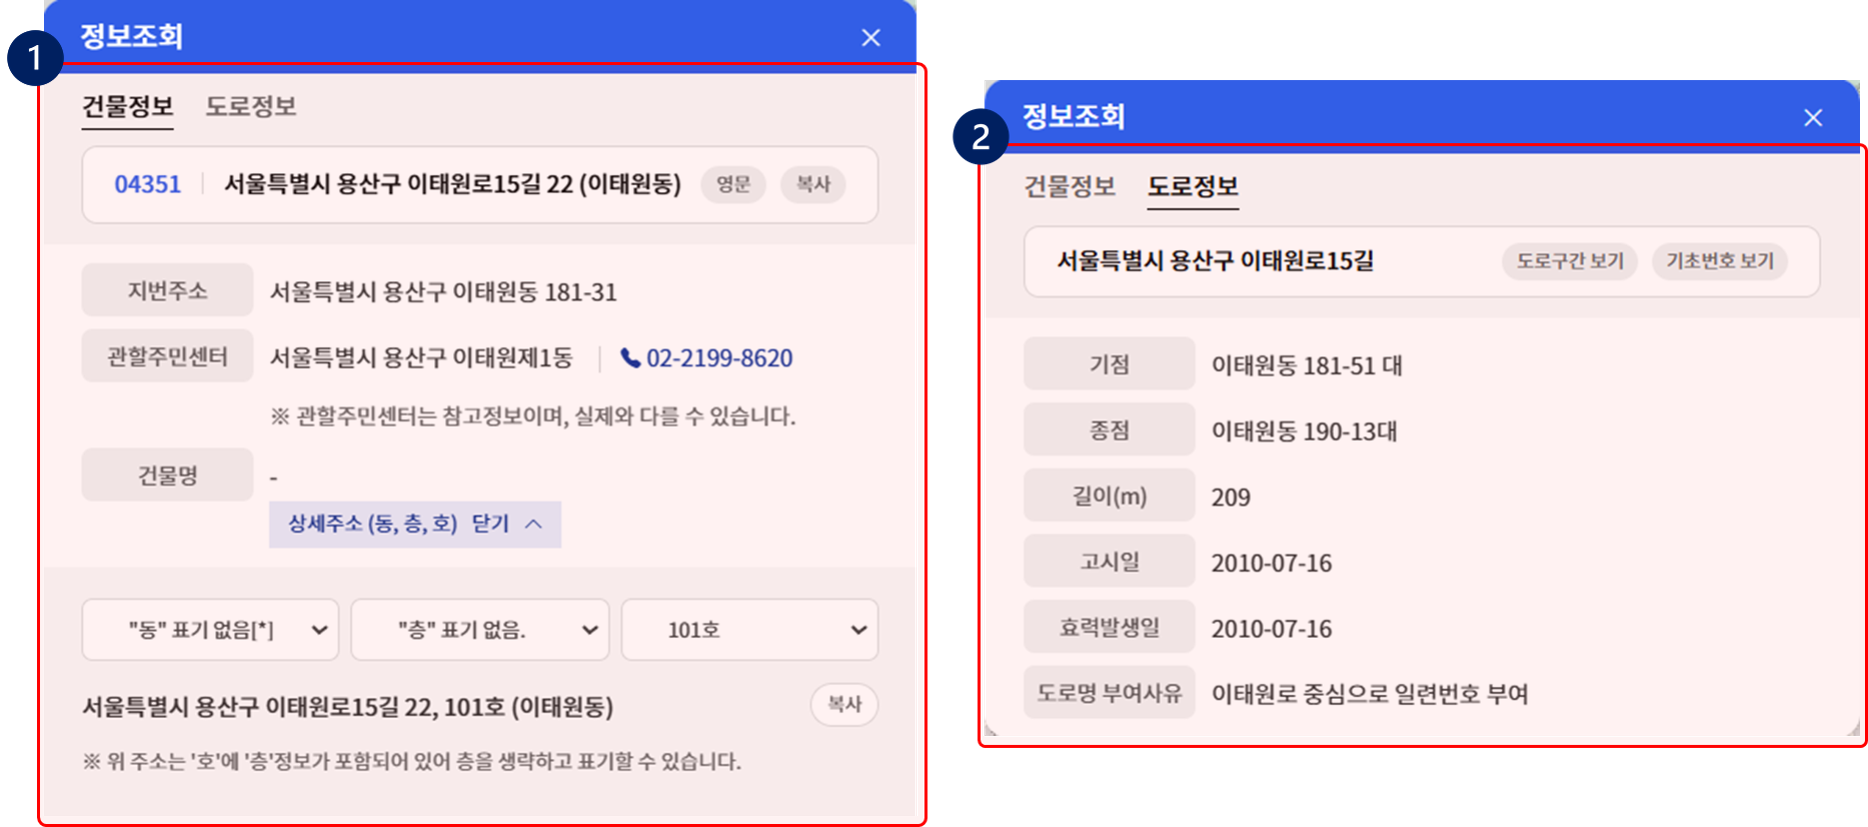 1
정보조회
건물정보 도로정보
04351 서울특별시 용산구 이태원로15길 22 (이태원동) 영문 복사
지번주소 서울특별시 용산구 이태원동 181-31
관할주민센터 서울특별시 용산구 이태원제1동 02-2199-8620
※ 관할주민센터는 참고정보이며, 실제와 다를 수 있습니다.
건물명 -
상세주소 (동, 층, 호) 닫기
"동" 표기 없음[*] "층" 표기 없음. 101호
서울특별시 용산구 이태원로15길 22, 101호 (이태원동) 복사
※ 위 주소는 '호'에 '층'정보가 포함되어 있어 층을 생략하고 표기할 수 있습니다.
2
정보조회
건물정보 도로정보
서울특별시 용산구 이태원로15길 도로구간 보기 기초번호 보기
기점 이태원동 181-51 대
종점 이태원동 190-13대
길이(m) 209
고시일 2010-07-16
효력발생일 2010-07-16
도로명 부여사유 이태원로 중심으로 일련번호 부여